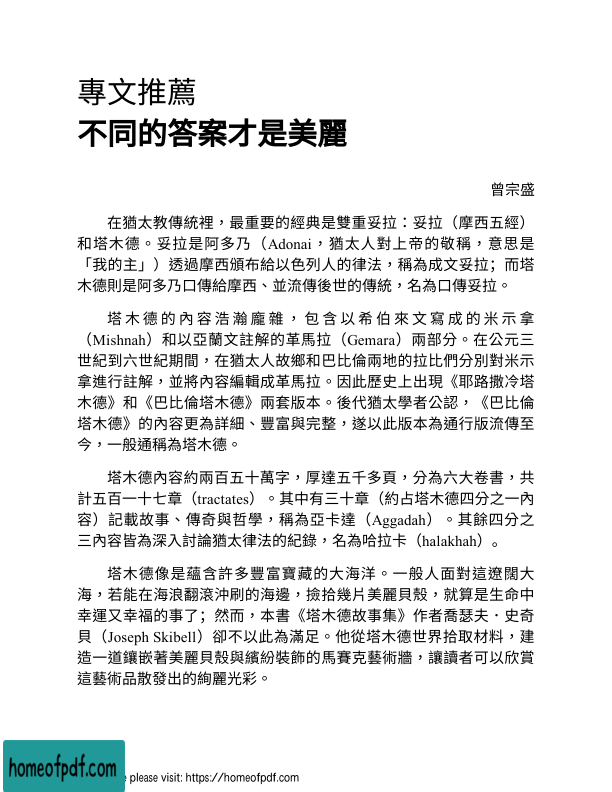 專文推薦
不同的答案才是美麗
曾宗盛
在猶太教傳統裡，最重要的經典是雙重妥拉：妥拉（摩西五經）
和塔木德。妥拉是阿多乃（Adonai，猶太人對上帝的敬稱，意思是
「我的主」）透過摩西頒布給以色列人的律法，稱為成文妥拉；而塔
木德則是阿多乃口傳給摩西、並流傳後世的傳統，名為口傳妥拉。
塔木德的內容浩瀚龐雜，包含以希伯來文寫成的米示拿
（Mishnah）和以亞蘭文註解的革馬拉（Gemara）兩部分。在公元三
世紀到六世紀期間，在猶太人故鄉和巴比倫兩地的拉比們分別對米示
拿進行註解，並將內容編輯成革馬拉。因此歷史上出現《耶路撒冷塔
木德》和《巴比倫塔木德》兩套版本。後代猶太學者公認，《巴比倫
塔木德》的內容更為詳細、豐富與完整，遂以此版本為通行版流傳至
今，一般通稱為塔木德。
塔木德內容約兩百五十萬字，厚達五千多頁，分為六大卷書，共
計五百一十七章（tractates）。其中有三十章（約占塔木德四分之一內
容）記載故事、傳奇與哲學，稱為亞卡達（Aggadah）。其餘四分之
三內容皆為深入討論猶太律法的紀錄，名為哈拉卡（halakhah）。
塔木德像是蘊含許多豐富寶藏的大海洋。一般人面對這遼闊大
海，若能在海浪翻滾沖刷的海邊，撿拾幾片美麗貝殼，就算是生命中
幸運又幸福的事了；然而，本書《塔木德故事集》作者喬瑟夫．史奇
貝（Joseph Skibell）卻不以此為滿足。他從塔木德世界拾取材料，建
造一道鑲嵌著美麗貝殼與繽紛裝飾的馬賽克藝術牆，讓讀者可以欣賞
這藝術品散發出的絢麗光彩。
homeofpdf.com
e please visit: https://homeofpdf.com